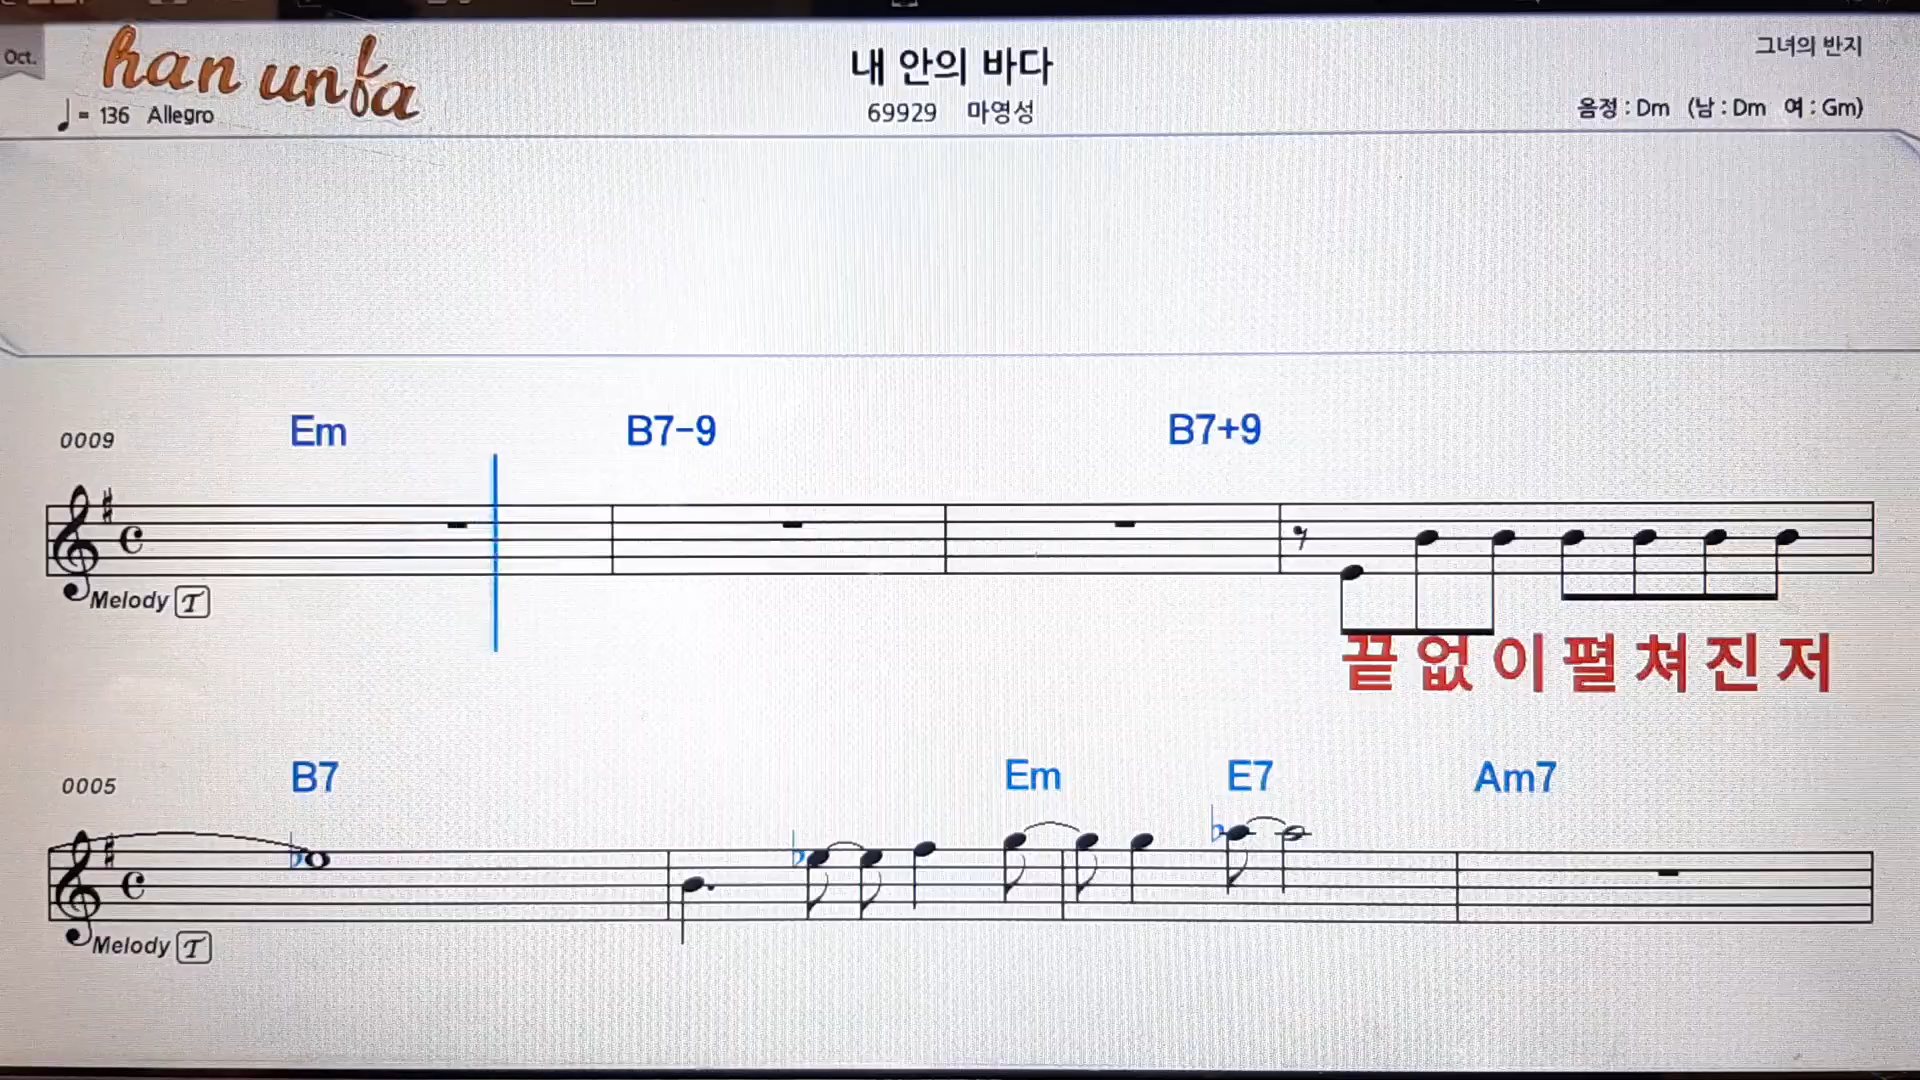 Oct.
han unfa
내 안의 바다
그녀의 반지
= 136 Allegro
69929 마영성
음정 : Dm (남 : Dm 여 : Gm)
0009 Em B7-9 B7+9
Melody T
끝 없 이 펼 쳐 진 저
0005 B7 Em E7 Am7
Melody T